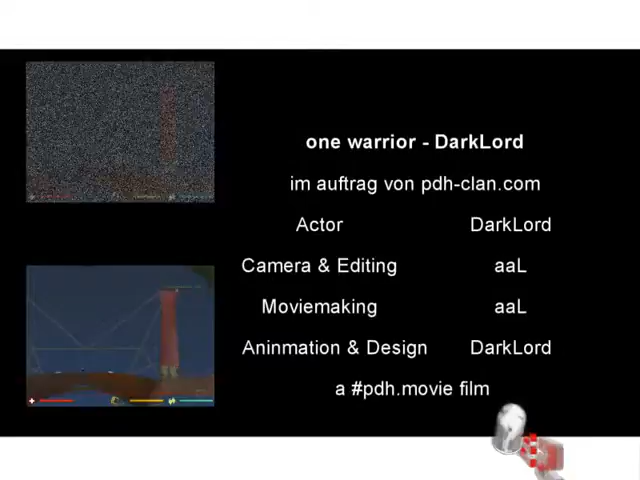 one warrior - DarkLord
im auftrag von pdh-clan.com
Actor DarkLord
Camera & Editing aaL
Moviemaking aaL
Aninmation & Design DarkLord
a #pdh.movie film